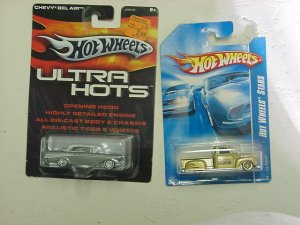 CHEVY BEL AIR
8+
Hot Wheels
ULTRA
HOTS
OPENING HOOD
HIGHLY DETAILED ENGINE
ALL DIE-CAST BODY & CHASSIS
REALISTIC TIRES & WHEELS
Hot Wheels
HOT WHEELS STARS